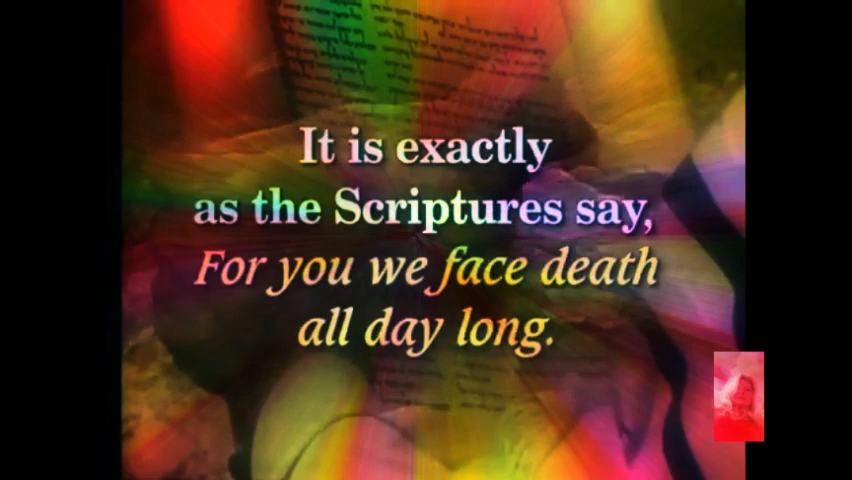 It is exactly
as the Scriptures say,
For you we face death
all day long.